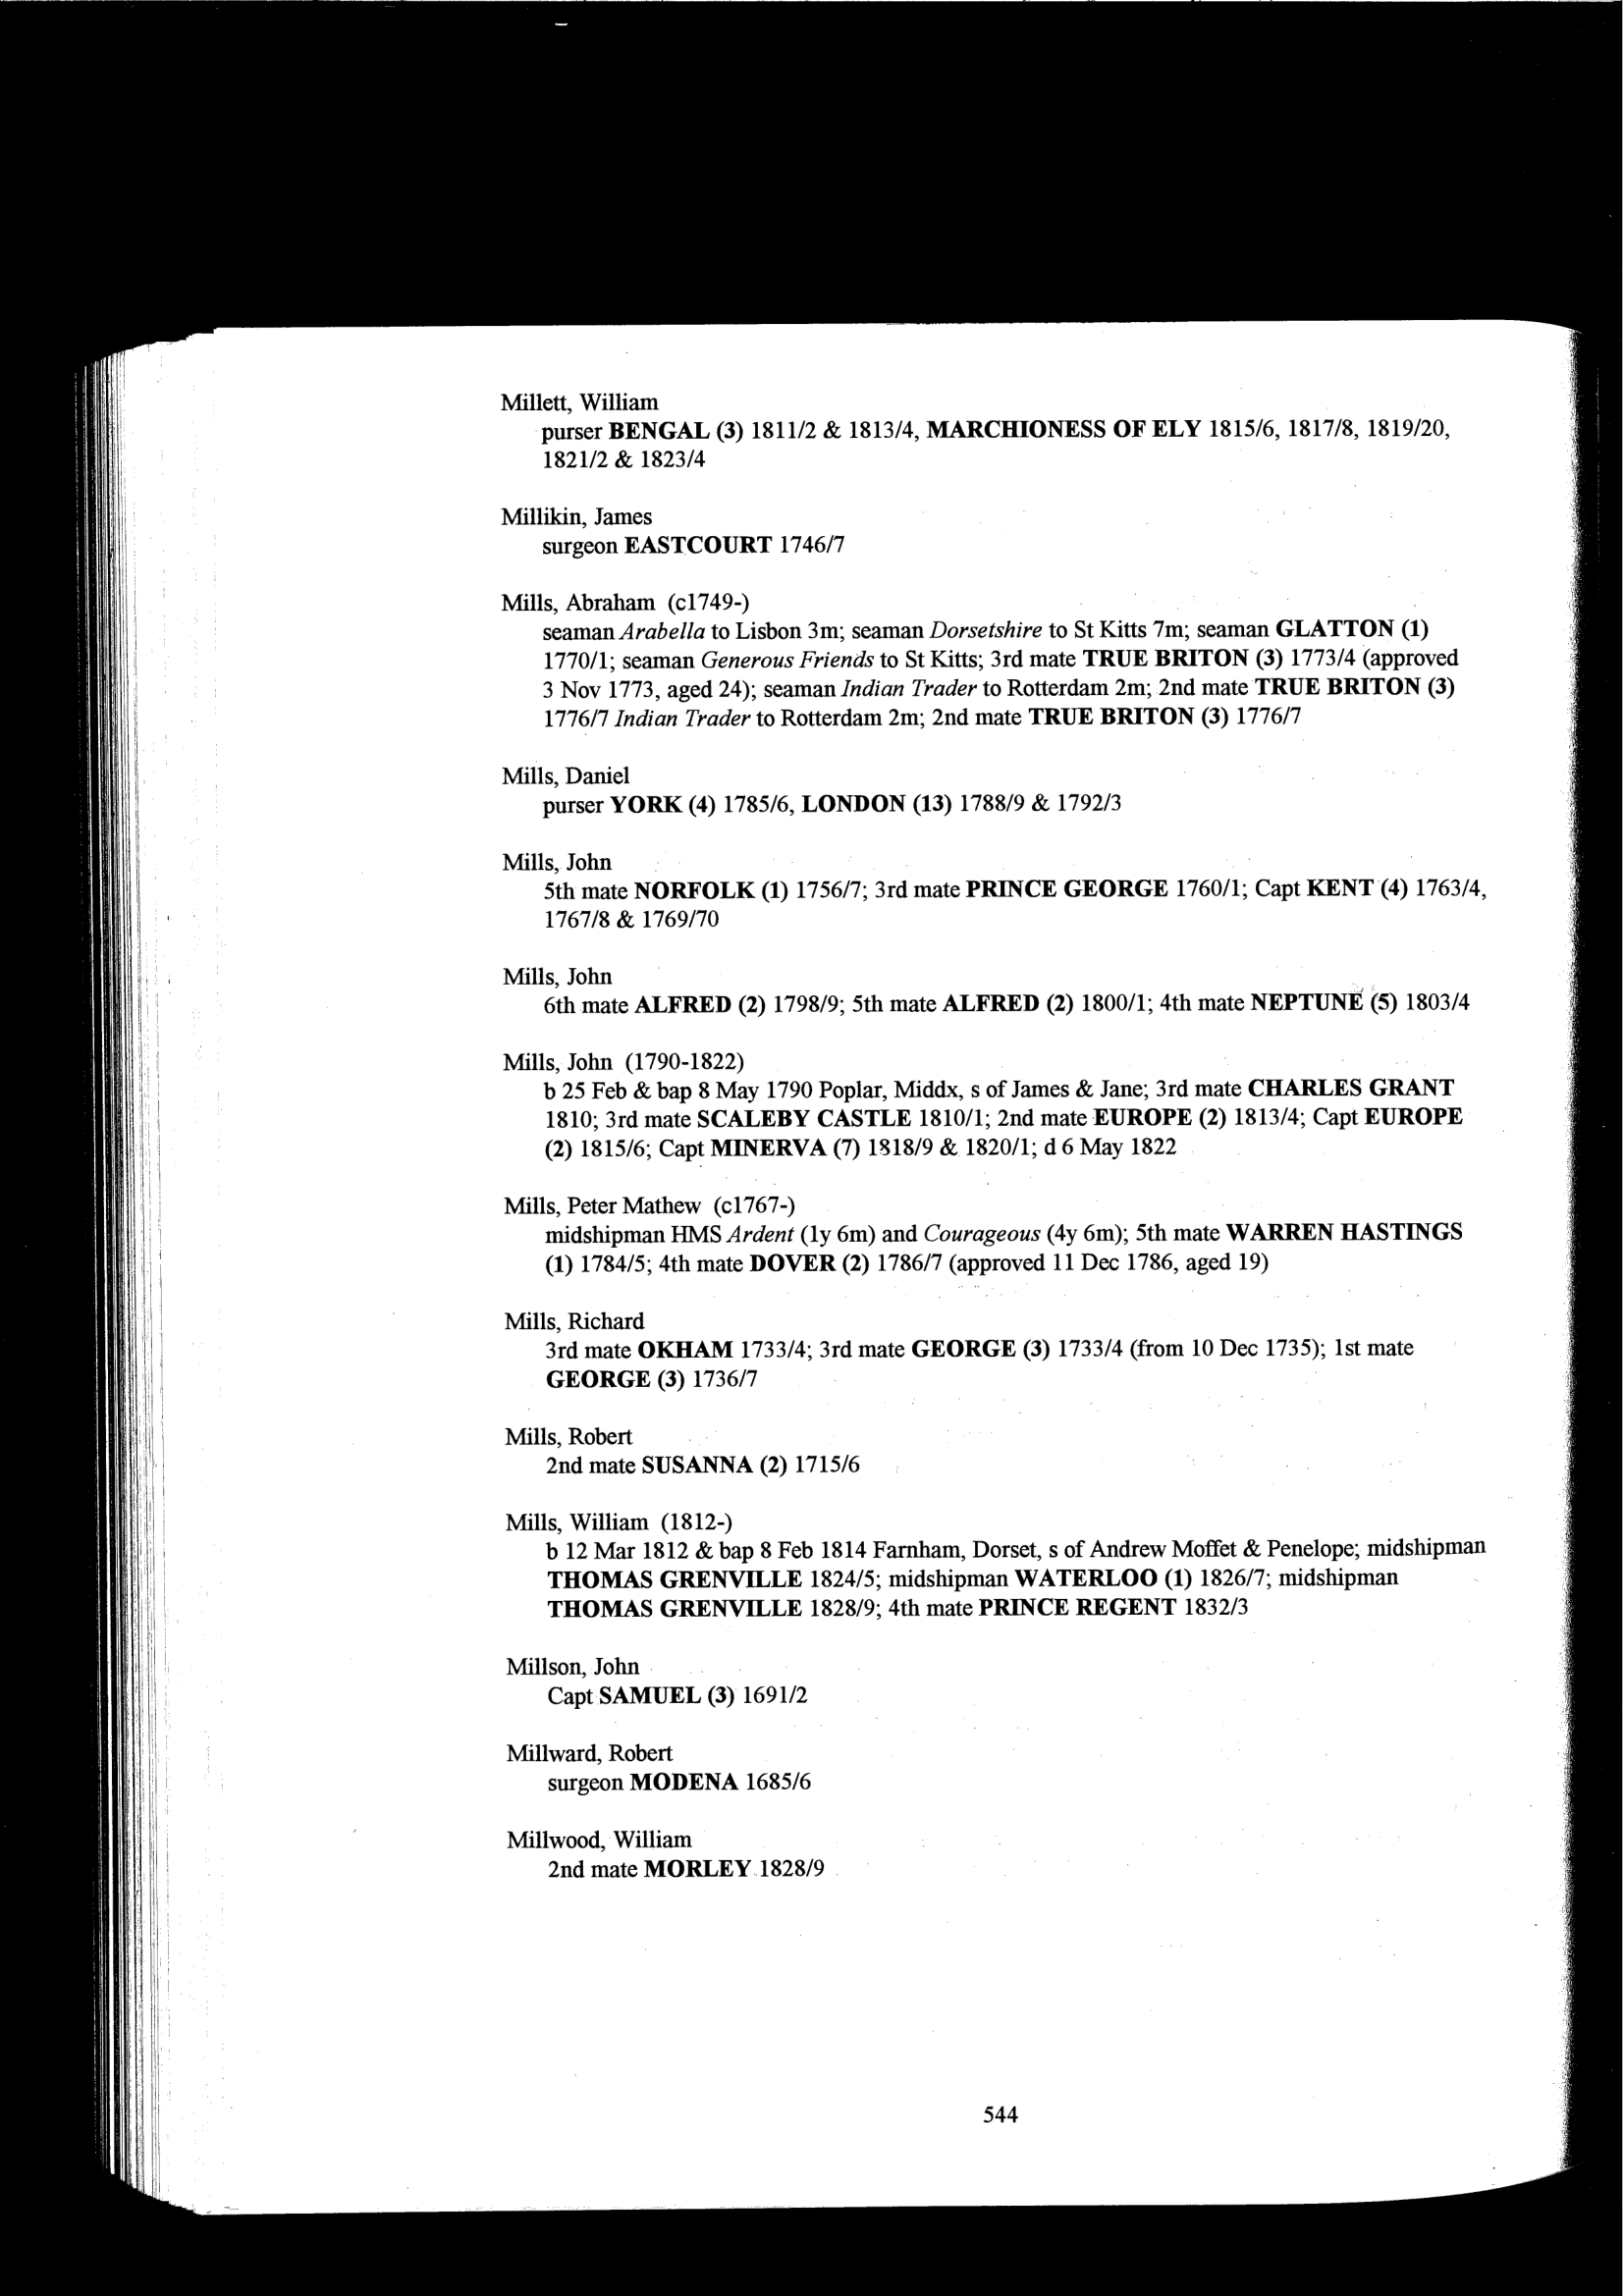 Millett, William
purser BENGAL (3) 1811/2 & 1813/4, MARCHIONESS OF ELY 1815/6, 1817/8, 1819/20,
1821/2 & 1823/4
Millikin, James
surgeon EASTCOURT 1746/7
Mills, Abraham (c1749-)
seaman Arabella to Lisbon 3m; seaman Dorsetshire to St Kitts 7m; seaman GLATTON (1)
1770/1; seaman Generous Friends to St Kitts; 3rd mate TRUE BRITON (3) 1773/4 (approved
3 Nov 1773, aged 24); seaman Indian Trader to Rotterdam 2m; 2nd mate TRUE BRITON (3)
1776/7 Indian Trader to Rotterdam 2m; 2nd mate TRUE BRITON (3) 1776/7
Mills, Daniel
purser YORK (4) 1785/6, LONDON (13) 1788/9 & 1792/3
Mills, John
5th mate NORFOLK (1) 1756/7; 3rd mate PRINCE GEORGE 1760/1; Capt KENT (4) 1763/4,
1767/8 & 1769/70
Mills, John
6th mate ALFRED (2) 1798/9; 5th mate ALFRED (2) 1800/1; 4th mate NEPTUNE (5) 1803/4
Mills, John (1790-1822)
b 25 Feb & bap 8 May 1790 Poplar, Middx, s of James & Jane; 3rd mate CHARLES GRANT
1810; 3rd mate SCALEBY CASTLE 1810/1; 2nd mate EUROPE (2) 1813/4; Capt EUROPE
(2) 1815/6; Capt MINERVA (7) 1818/9 & 1820/1; d 6 May 1822
Mills, Peter Mathew (c1767-)
midshipman HMS Ardent (1y 6m) and Courageous (4y 6m); 5th mate WARREN HASTINGS
(1) 1784/5; 4th mate DOVER (2) 1786/7 (approved 11 Dec 1786, aged 19)
Mills, Richard
3rd mate OKHAM 1733/4; 3rd mate GEORGE (3) 1733/4 (from 10 Dec 1735); 1st mate
GEORGE (3) 1736/7
Mills, Robert
2nd mate SUSANNA (2) 1715/6
Mills, William (1812-)
b 12 Mar 1812 & bap 8 Feb 1814 Farnham, Dorset, s of Andrew Moffet & Penelope; midshipman
THOMAS GRENVILLE 1824/5; midshipman WATERLOO (1) 1826/7; midshipman
THOMAS GRENVILLE 1828/9; 4th mate PRINCE REGENT 1832/3
Millson, John
Capt SAMUEL (3) 1691/2
Millward, Robert
surgeon MODENA 1685/6
Millwood, William
2nd mate MORLEY 1828/9
544